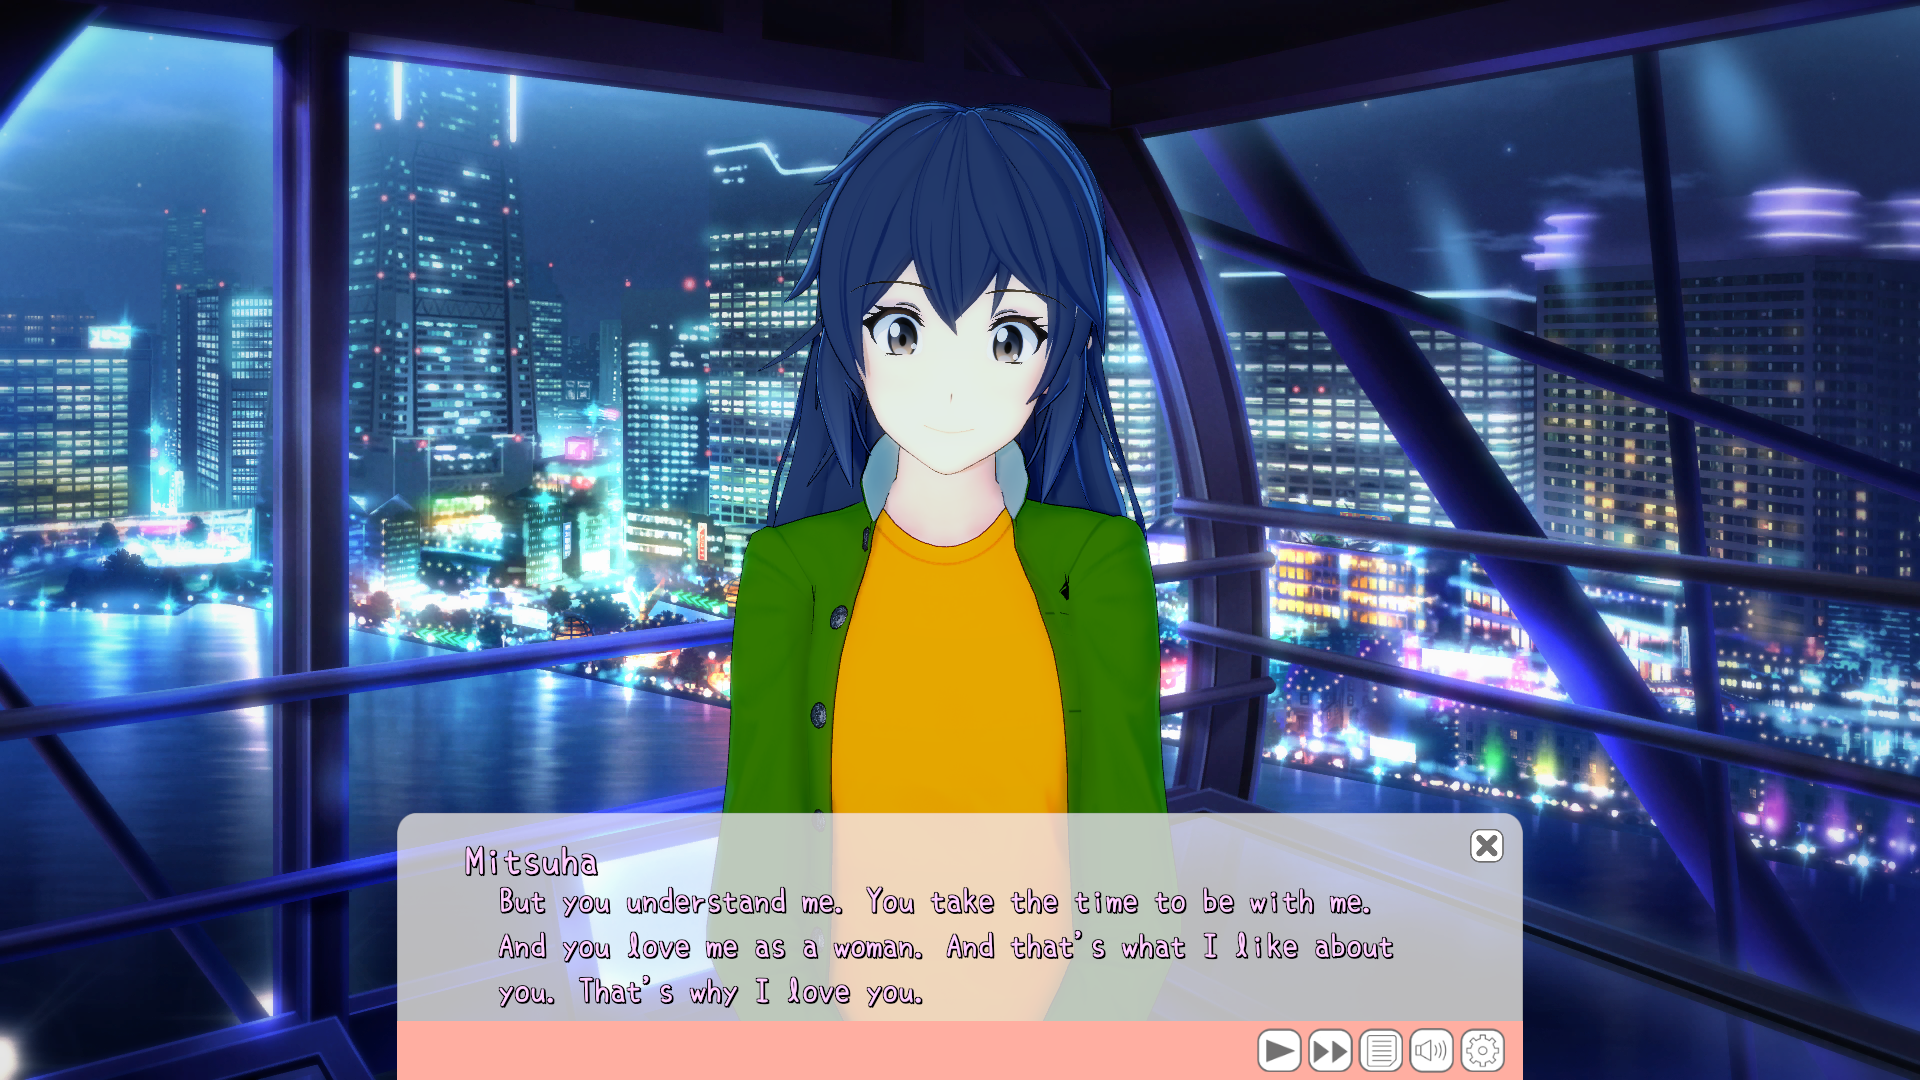 Mitsuha
But you understand me. You take the time to be with me.
And you love me as a woman. And that's what I like about
you. That's why I love you.